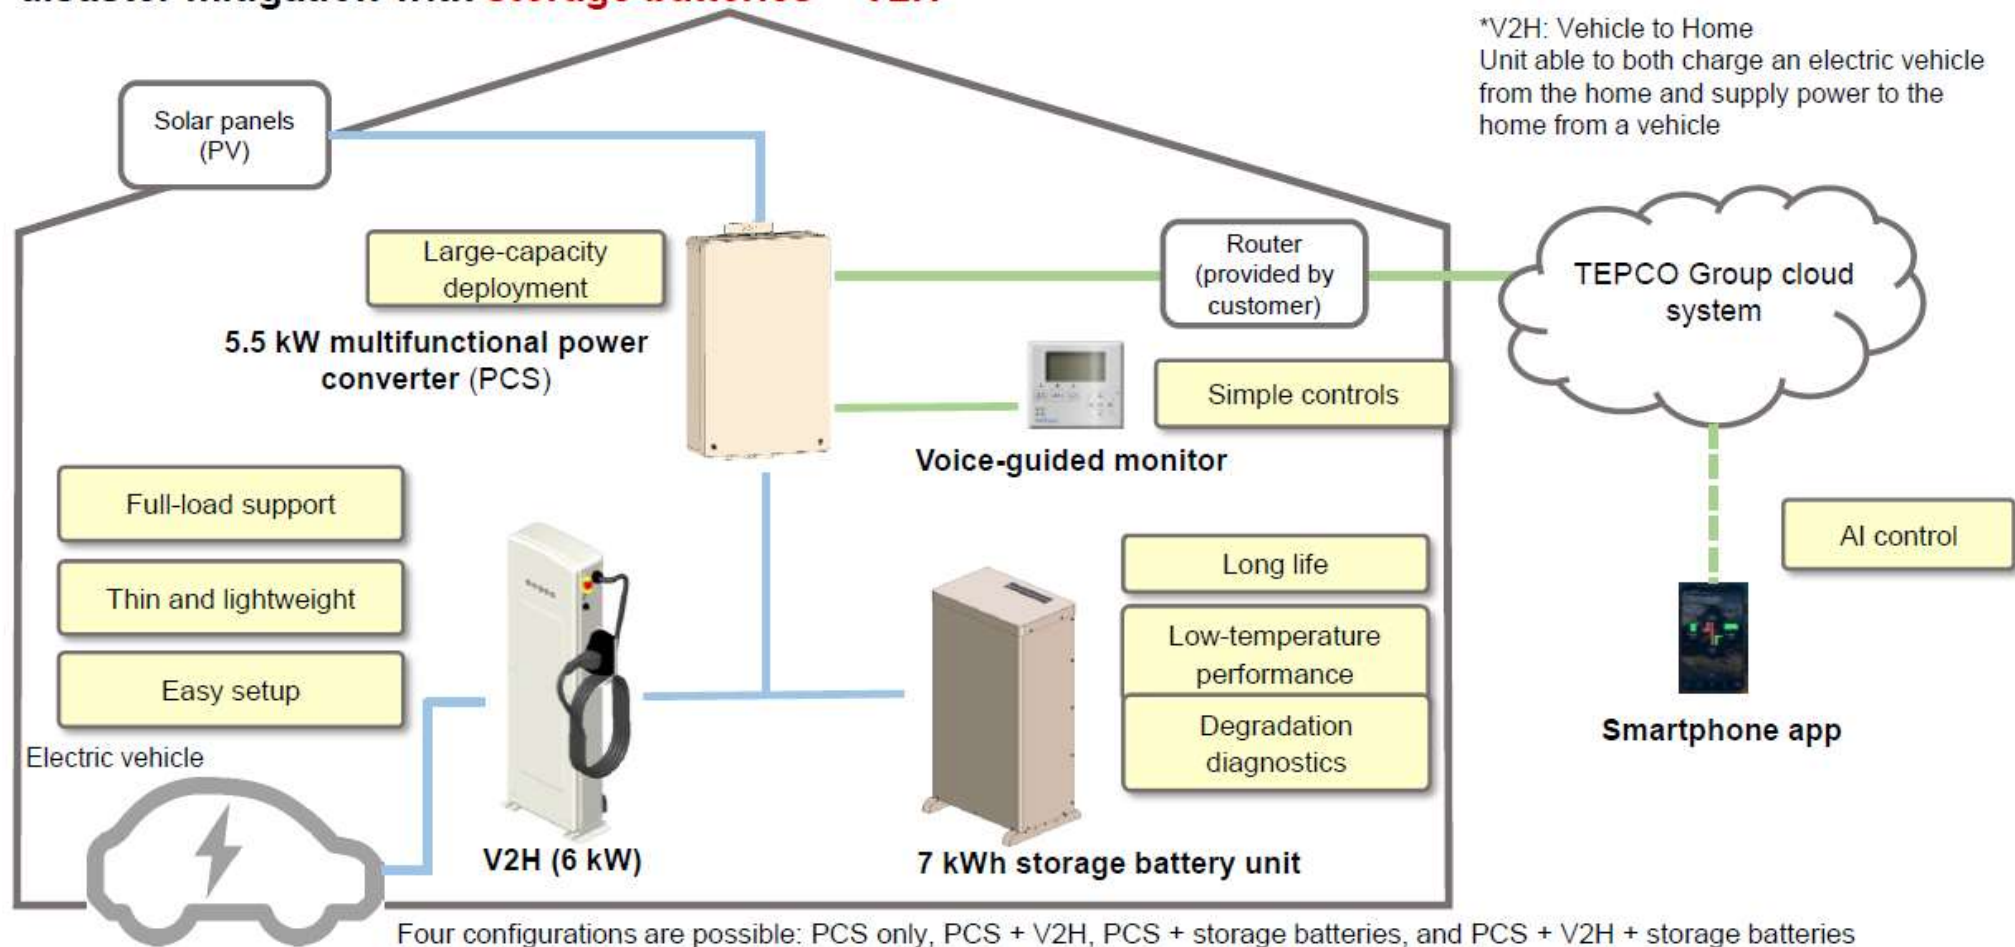 *V2H: Vehicle to Home
Unit able to both charge an electric vehicle
from the home and supply power to the
home from a vehicle
Solar panels
(PV)
Large-capacity
deployment
5.5 kW multifunctional power
converter (PCS)
Router
(provided by
customer)
TEPCO Group cloud
system
Simple controls
Voice-guided monitor
Full-load support
Thin and lightweight
Easy setup
Long life
Low-temperature
performance
Degradation
diagnostics
AI control
Smartphone app
Electric vehicle
V2H (6 kW)
7 kWh storage battery unit
Four configurations are possible: PCS only, PCS + V2H, PCS + storage batteries, and PCS + V2H + storage batteries